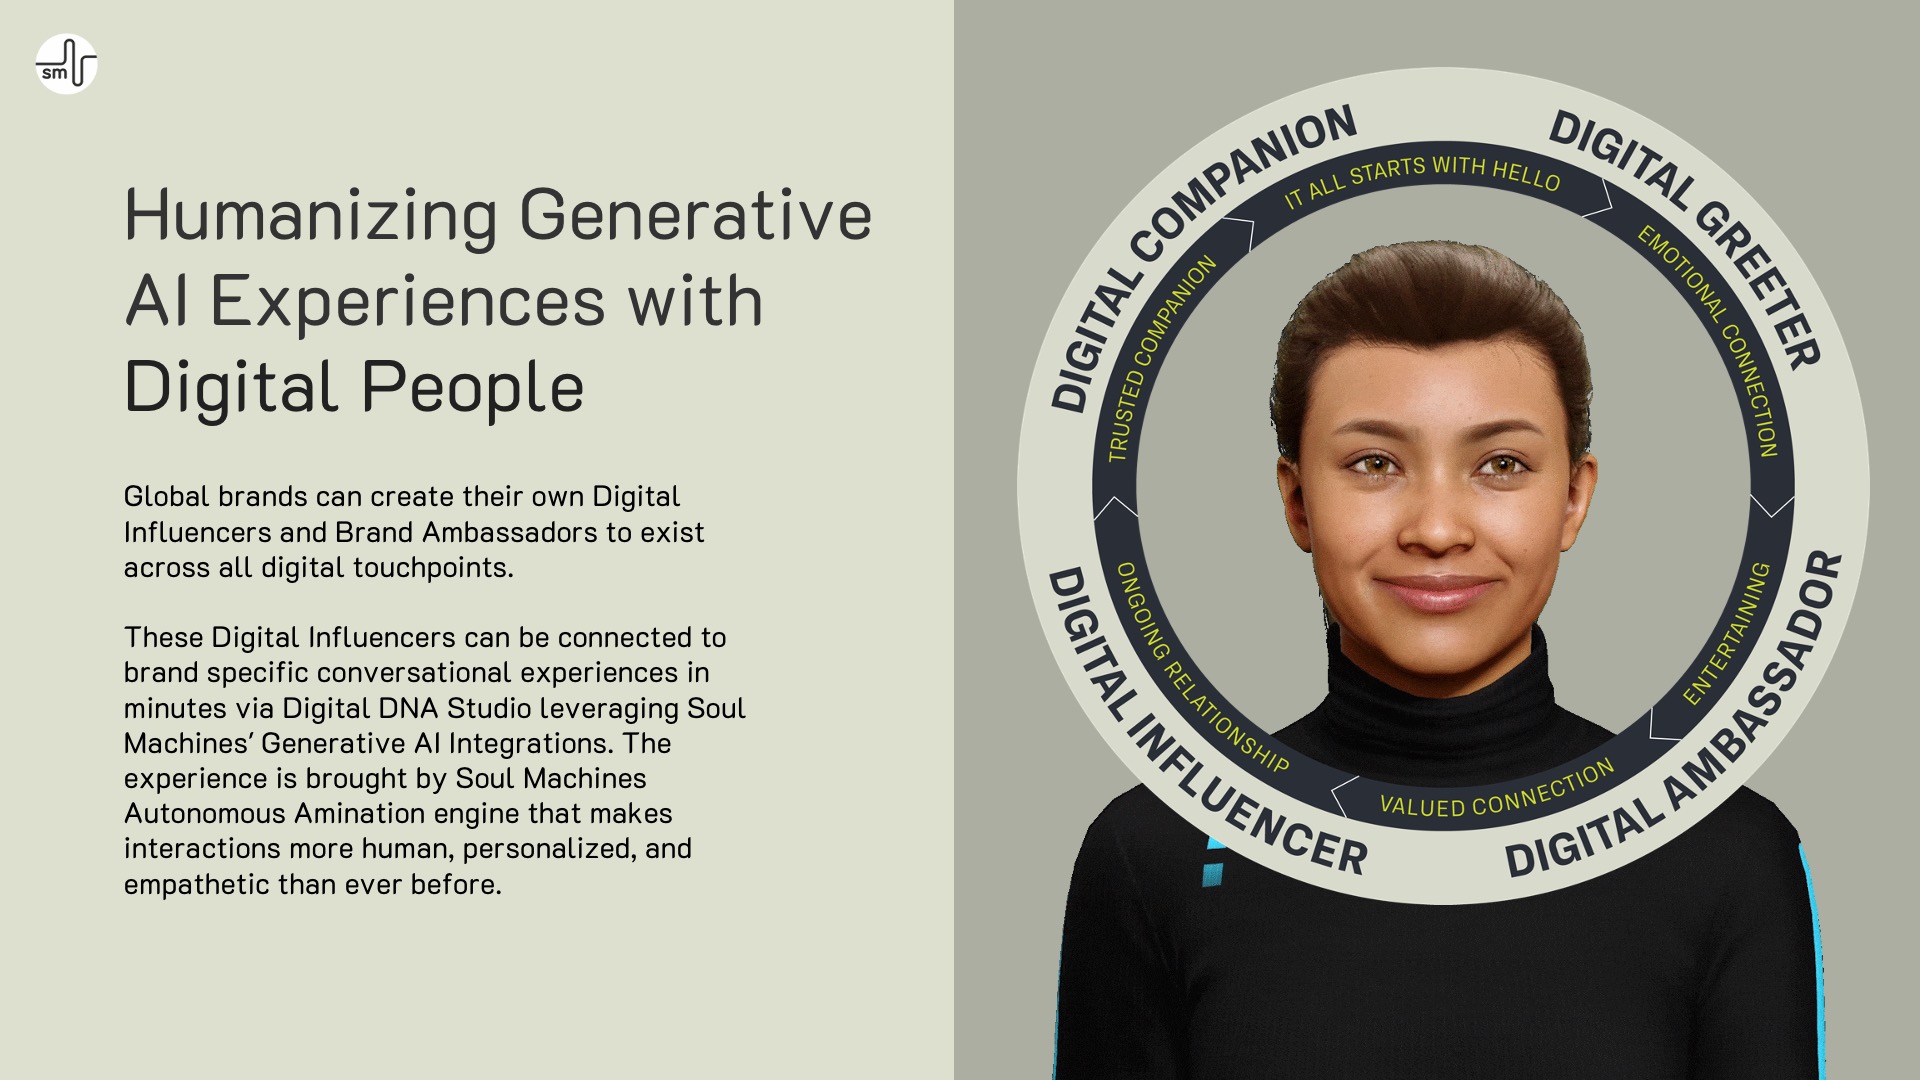 sm
Humanizing Generative
AI Experiences with
Digital People
Global brands can create their own Digital
Influencers and Brand Ambassadors to exist
across all digital touchpoints.
These Digital Influencers can be connected to
brand specific conversational experiences in
minutes via Digital DNA Studio leveraging Soul
Machines' Generative AI Integrations. The
experience is brought by Soul Machines
Autonomous Amination engine that makes
interactions more human, personalized, and
empathetic than ever before.
DIGITAL COMPANION
DIGITAL GREETER
DIGITAL AMBASSADOR
DIGITAL INFLUENCER
IT ALL STARTS WITH HELLO
EMOTIONAL CONNECTION
ENTERTAINING
VALUED CONNECTION
ONGOING RELATIONSHIP
TRUSTED COMPANION